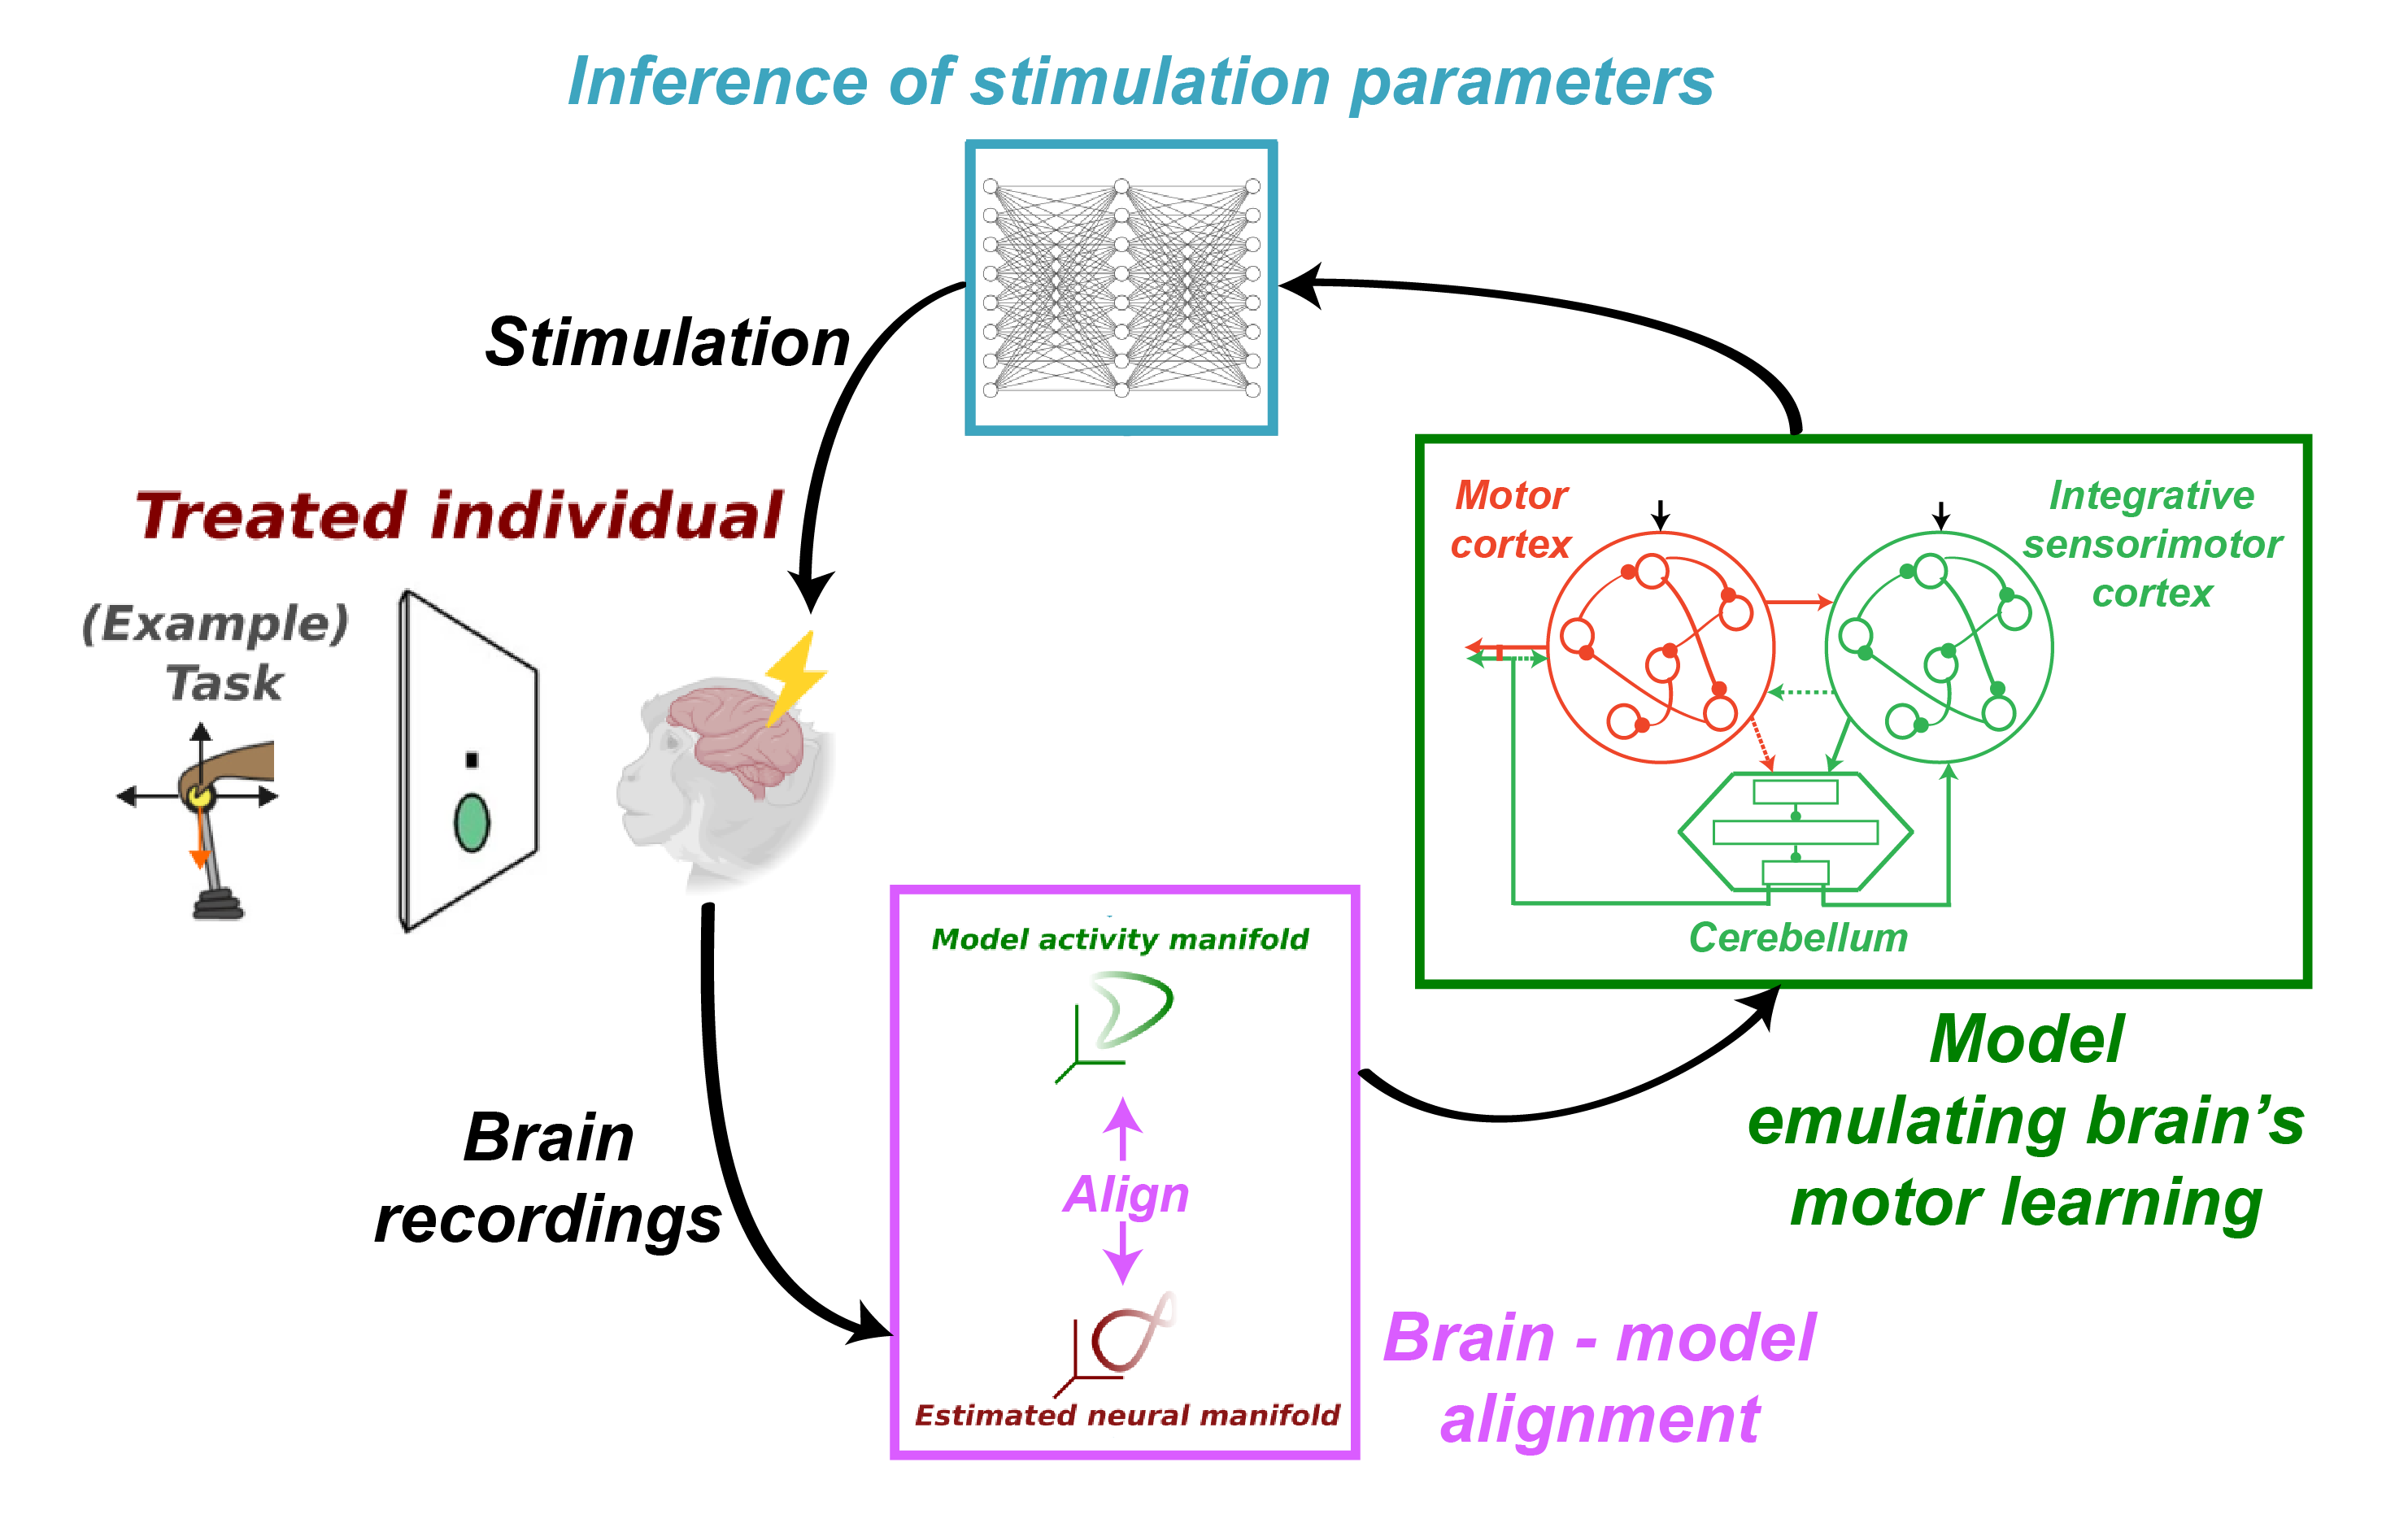 Inference of stimulation parameters
Stimulation
Treated individual
(Example)
Task
Motor
cortex
Integrative
sensorimotor
cortex
Cerebellum
Model
emulating brain’s
motor learning
Brain
recordings
Model activity manifold
Align
Estimated neural manifold
Brain - model
alignment